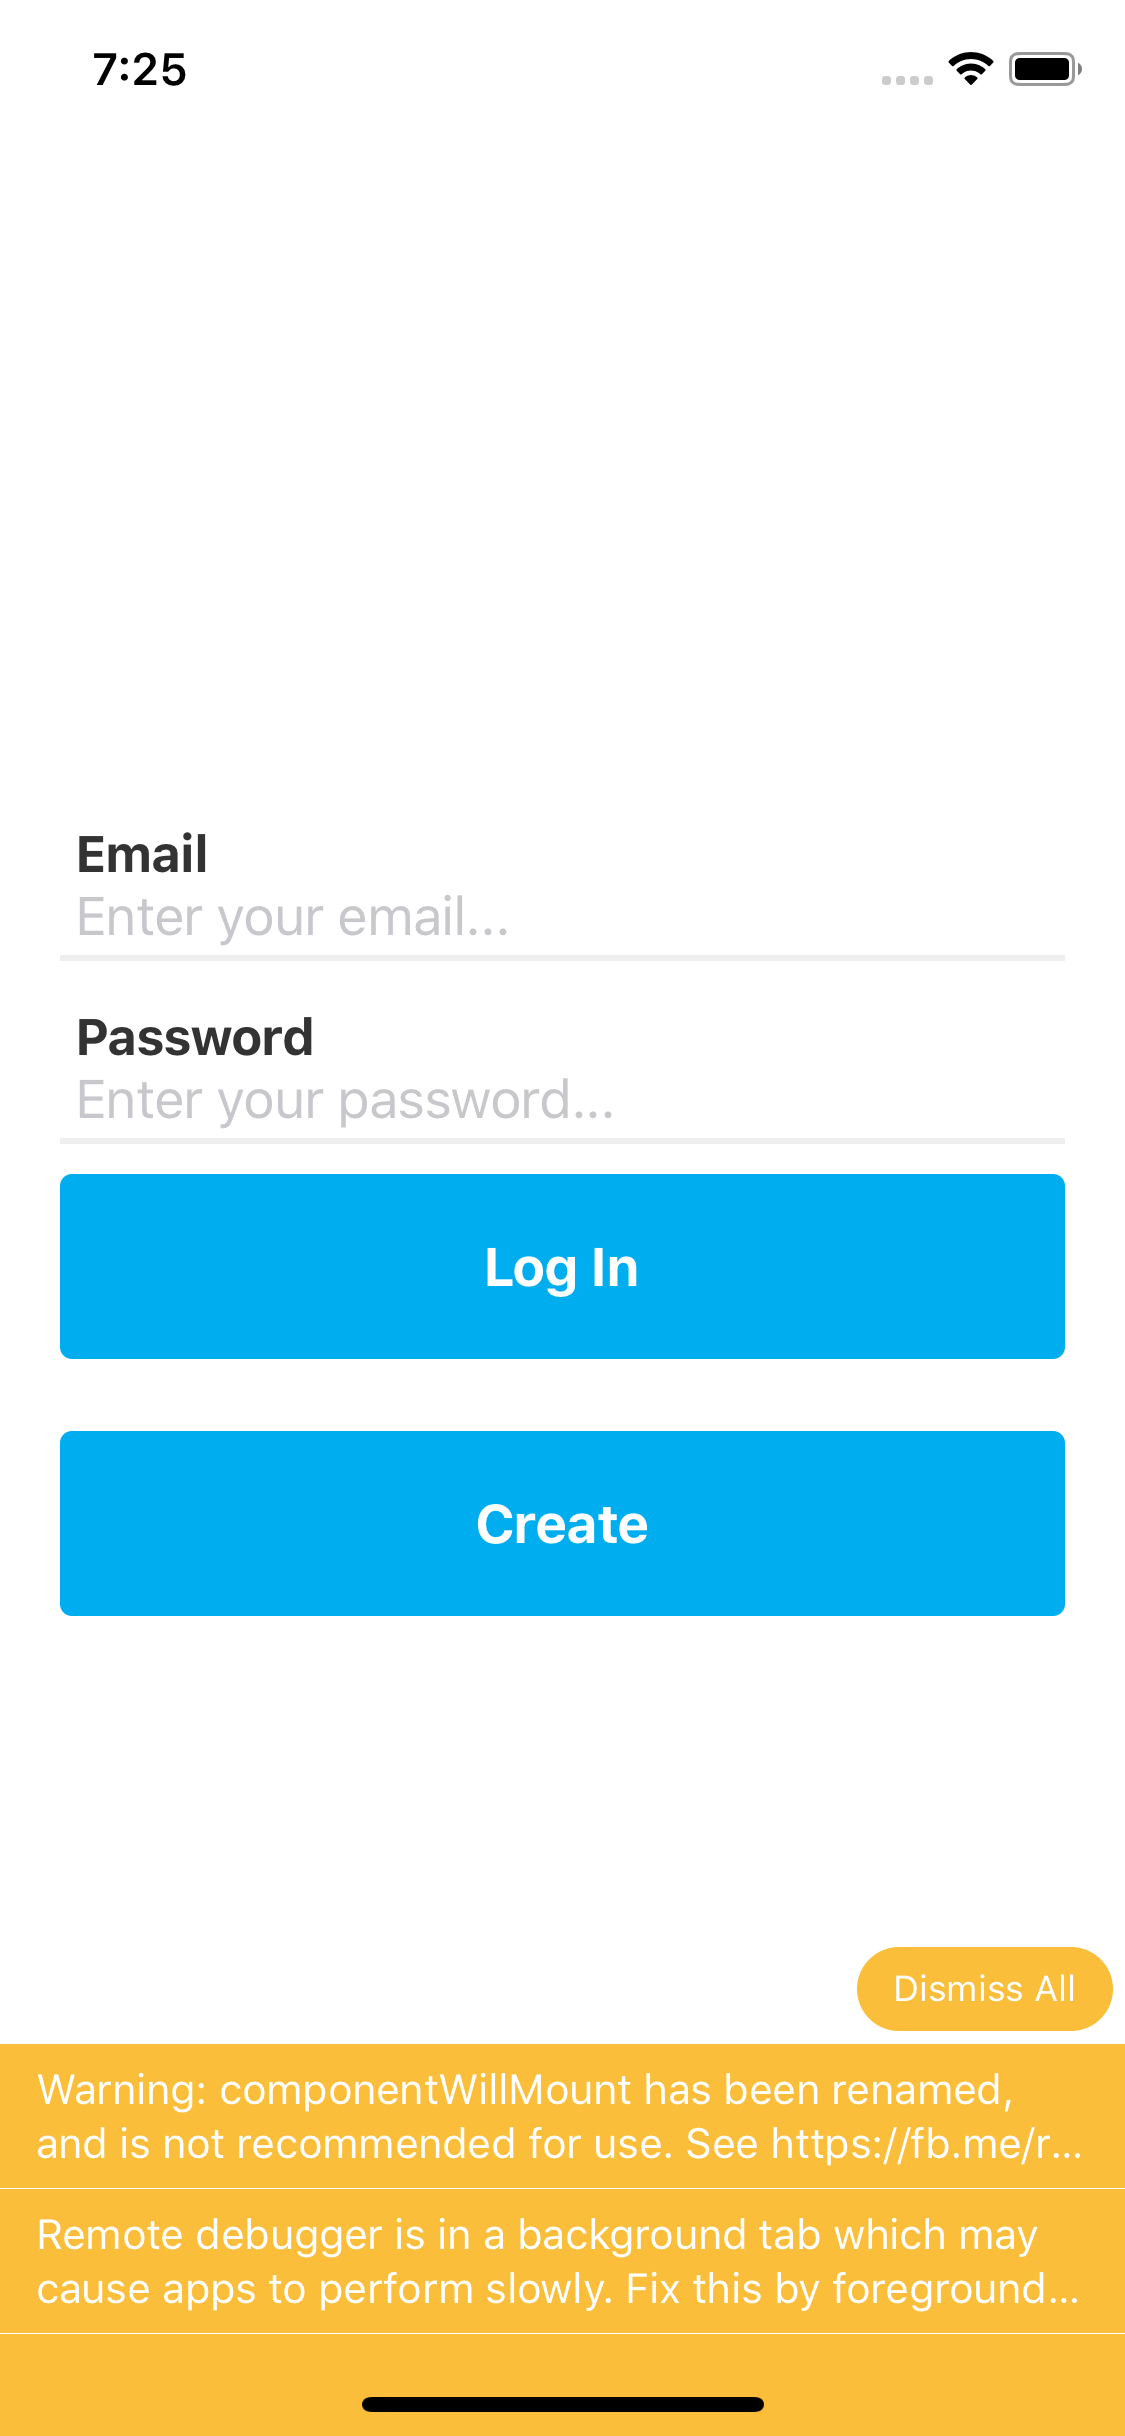 7:25
Email
Enter your email...
Password
Enter your password...
Log In
Create
Dismiss All
Warning: componentWillMount has been renamed,
and is not recommended for use. See https://fb.me/r...
Remote debugger is in a background tab which may
cause apps to perform slowly. Fix this by foreground...